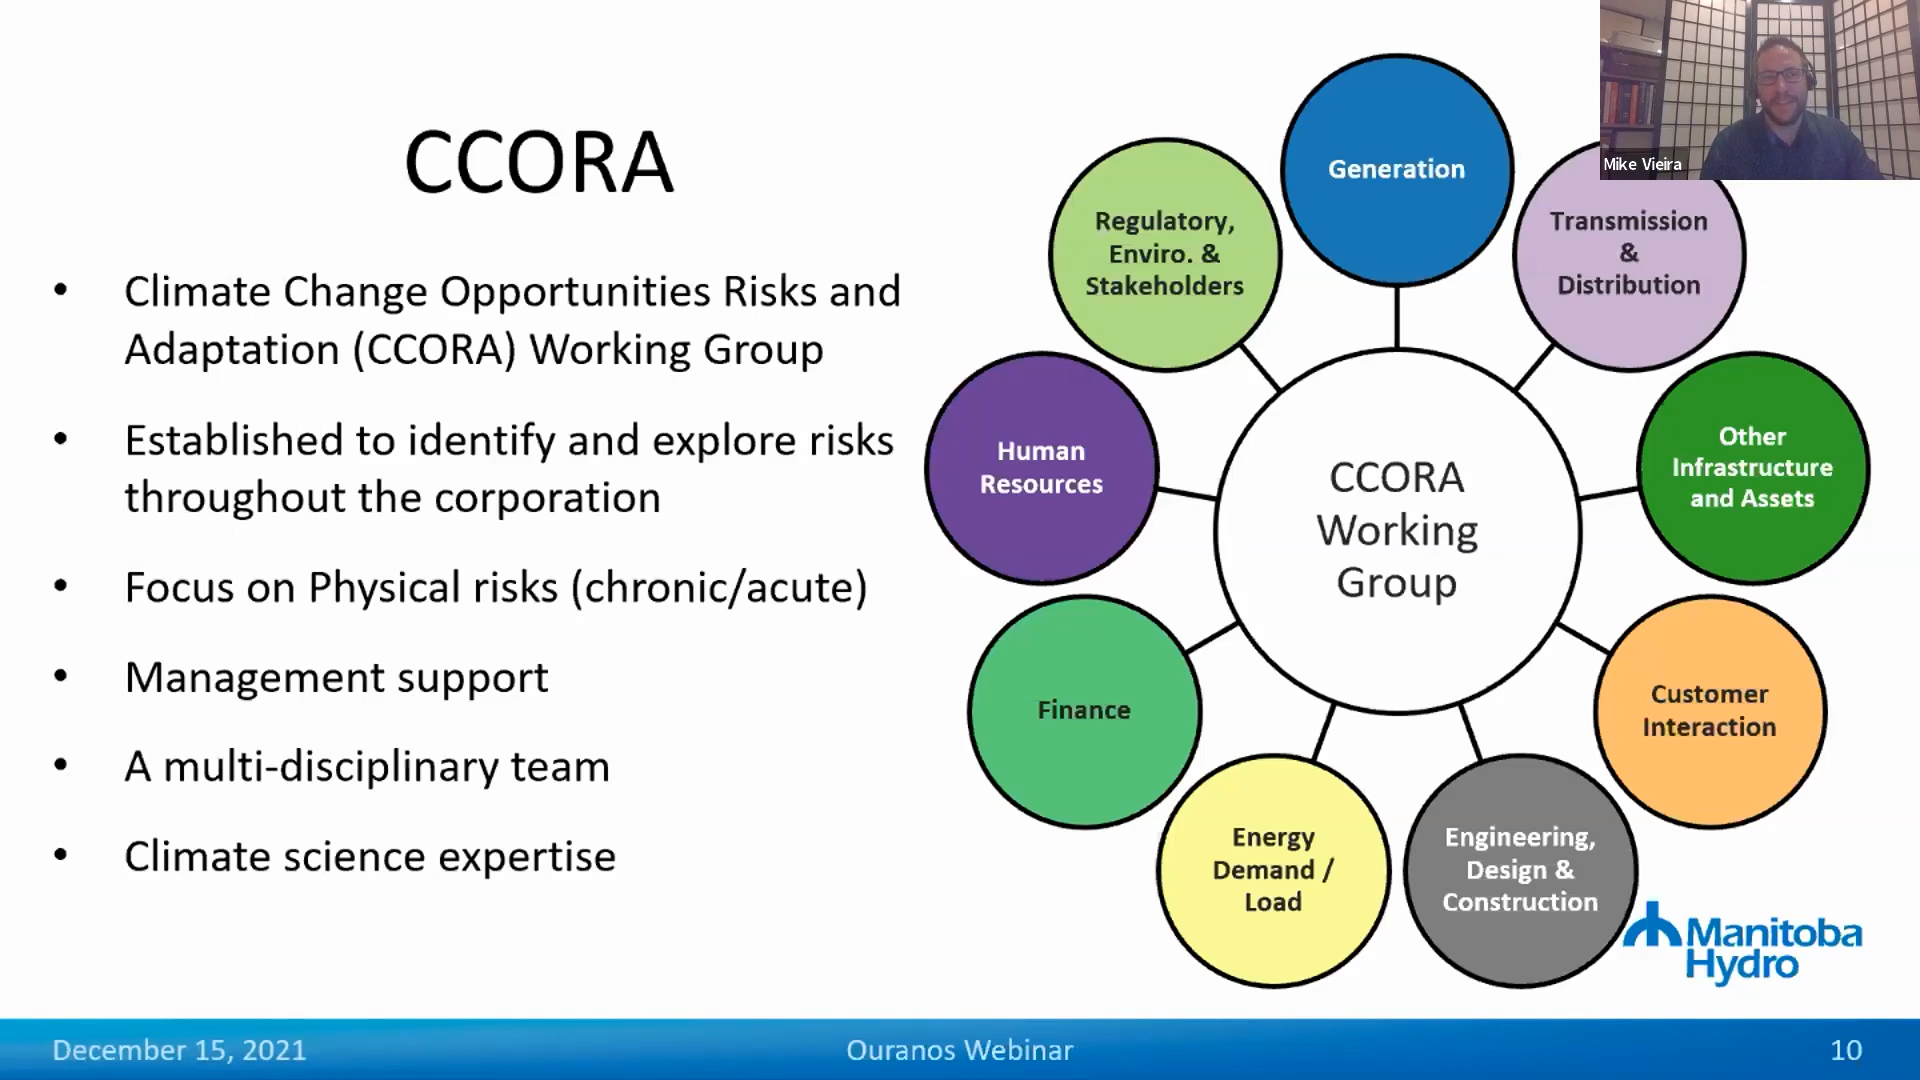 CCORA
• Climate Change Opportunities Risks and
Adaptation (CCORA) Working Group
• Established to identify and explore risks
throughout the corporation
• Focus on Physical risks (chronic/acute)
• Management support
• A multi-disciplinary team
• Climate science expertise
Generation
Transmission
&
Distribution
Other
Infrastructure
and Assets
Customer
Interaction
Engineering,
Design &
Construction
Energy
Demand /
Load
Finance
Human
Resources
Regulatory,
Enviro. &
Stakeholders
CCORA
Working
Group
Mike Vieira
Manitoba
Hydro
December 15, 2021
Ouranos Webinar
10